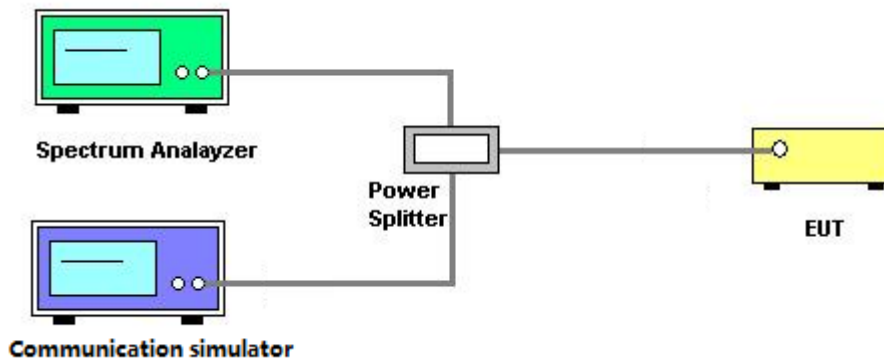 Spectrum Analayzer
Power
Splitter
EUT
Communication simulator